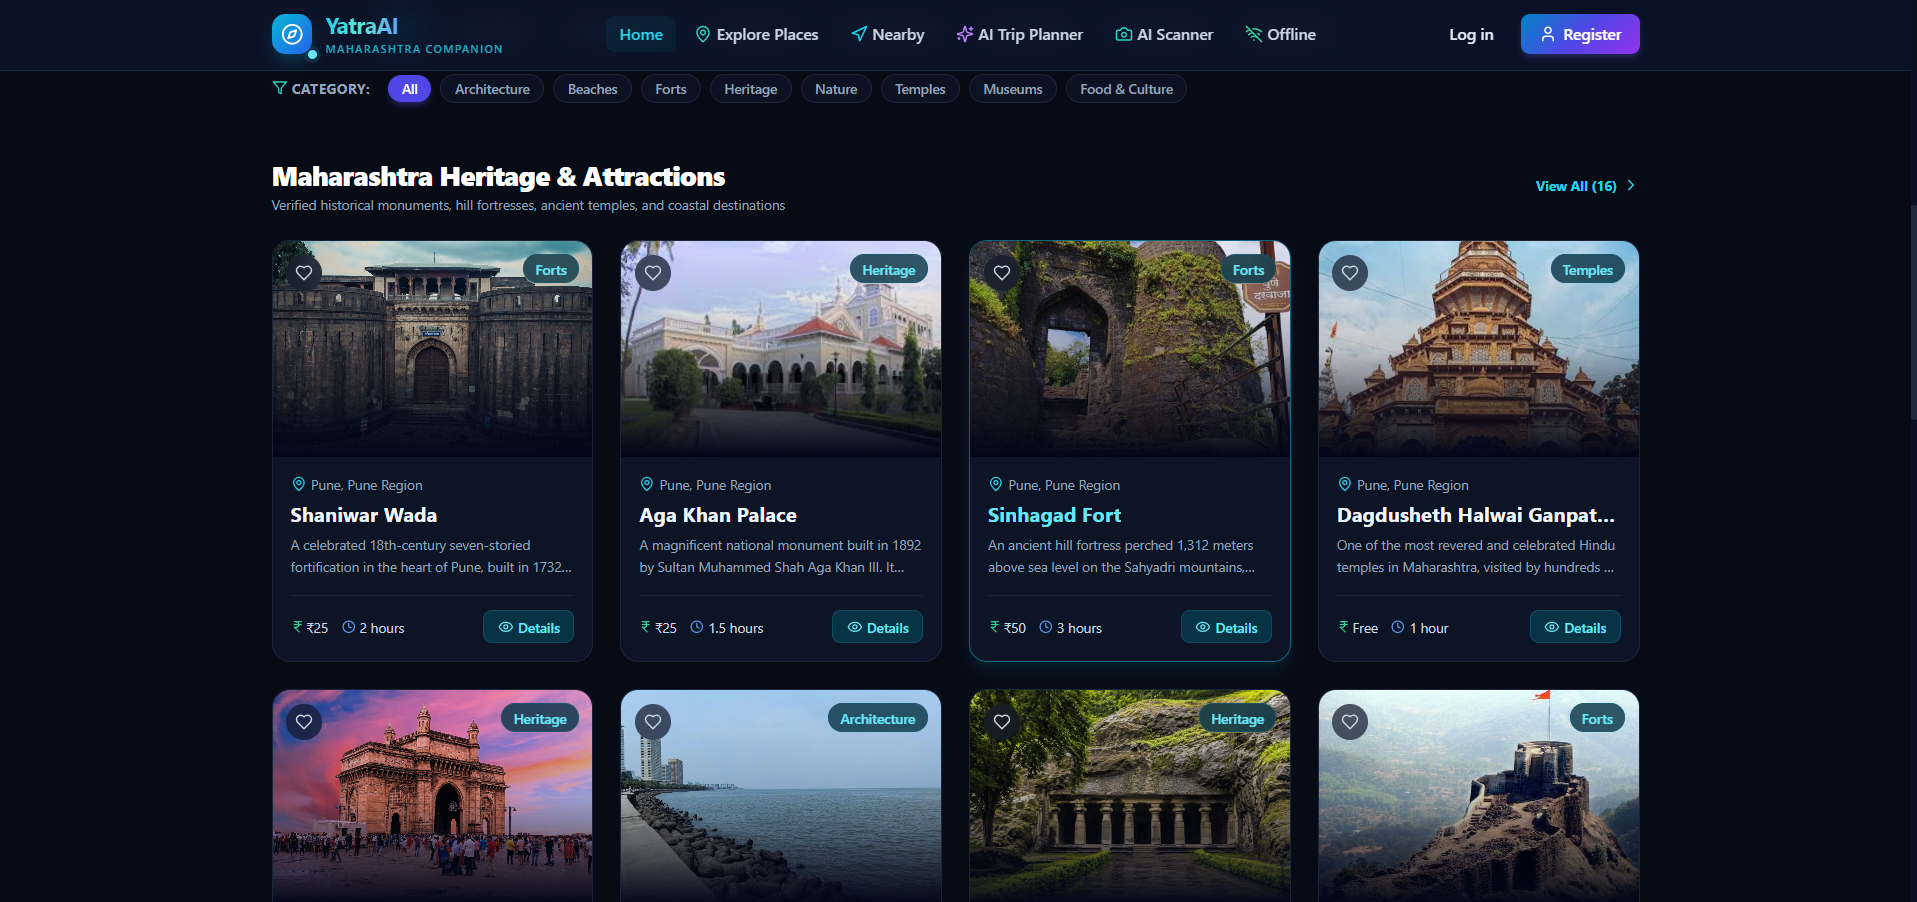 YatraAI
MAHARASHTRA COMPANION
Home
Explore Places
Nearby
AI Trip Planner
AI Scanner
Offline
Log in
Register
CATEGORY:
All
Architecture
Beaches
Forts
Heritage
Nature
Temples
Museums
Food & Culture
Maharashtra Heritage & Attractions
Verified historical monuments, hill fortresses, ancient temples, and coastal destinations
View All (16)
Forts
Pune, Pune Region
Shaniwar Wada
A celebrated 18th-century seven-storied
fortification in the heart of Pune, built in 1732...
₹ ₹25
2 hours
Details
Heritage
Pune, Pune Region
Aga Khan Palace
A magnificent national monument built in 1892
by Sultan Muhammed Shah Aga Khan III. It...
₹ ₹25
1.5 hours
Details
Forts
पुणे
दरवाजा
Pune, Pune Region
Sinhagad Fort
An ancient hill fortress perched 1,312 meters
above sea level on the Sahyadri mountains,...
₹ ₹50
3 hours
Details
Temples
Pune, Pune Region
Dagdusheth Halwai Ganpat...
One of the most revered and celebrated Hindu
temples in Maharashtra, visited by hundreds ...
₹ Free
1 hour
Details
Heritage
Architecture
Heritage
Forts